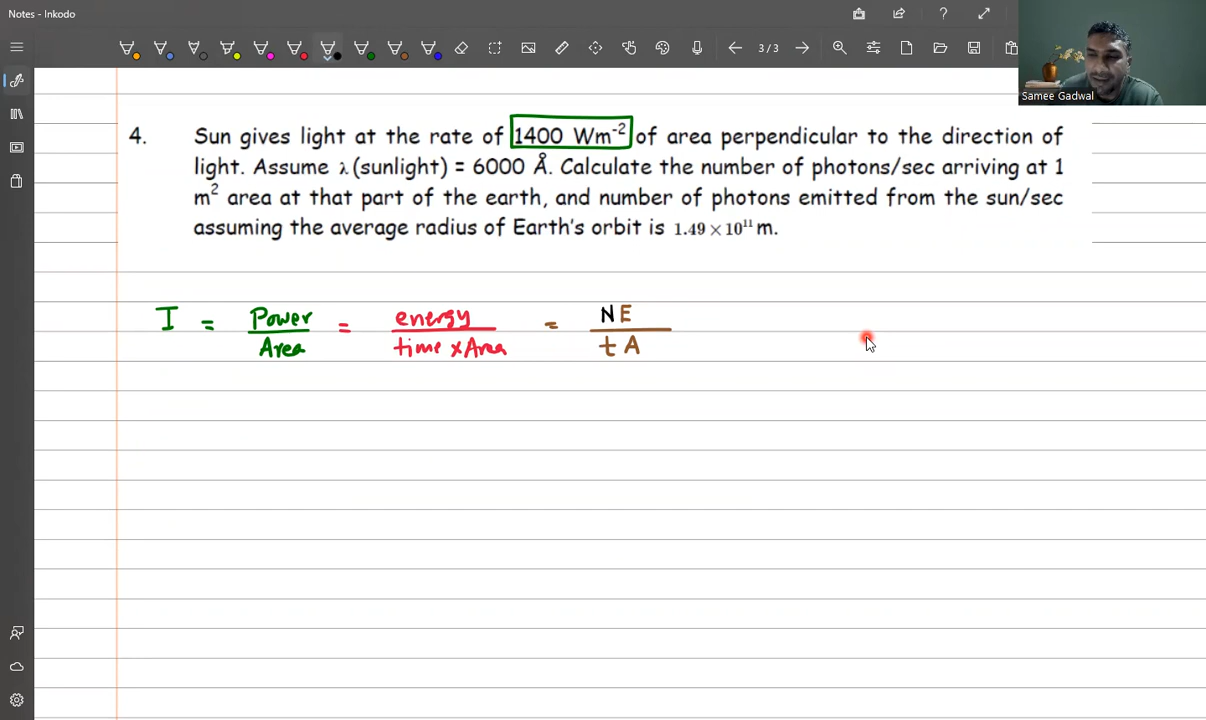 Notes - Inkodo
3/3
Samee Gadwal
4. Sun gives light at the rate of 1400 Wm⁻² of area perpendicular to the direction of
light. Assume λ (sunlight) = 6000 Å. Calculate the number of photons/sec arriving at 1
m² area at that part of the earth, and number of photons emitted from the sun/sec
assuming the average radius of Earth's orbit is 1.49 × 10¹¹ m.
I = Power/Area = energy/time × Area = NE/tA